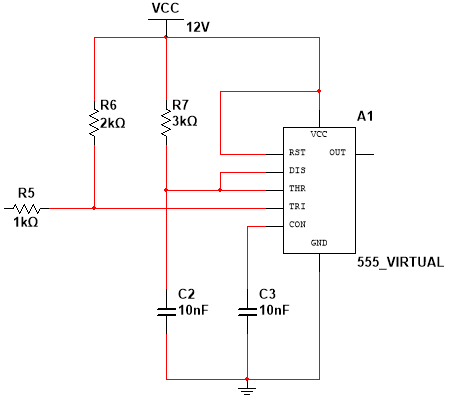 VCC
12V
R6
2kΩ
R7
3kΩ
A1
VCC
RST
OUT
DIS
THR
R5
1kΩ
TRI
CON
GND
555_VIRTUAL
C2
10nF
C3
10nF